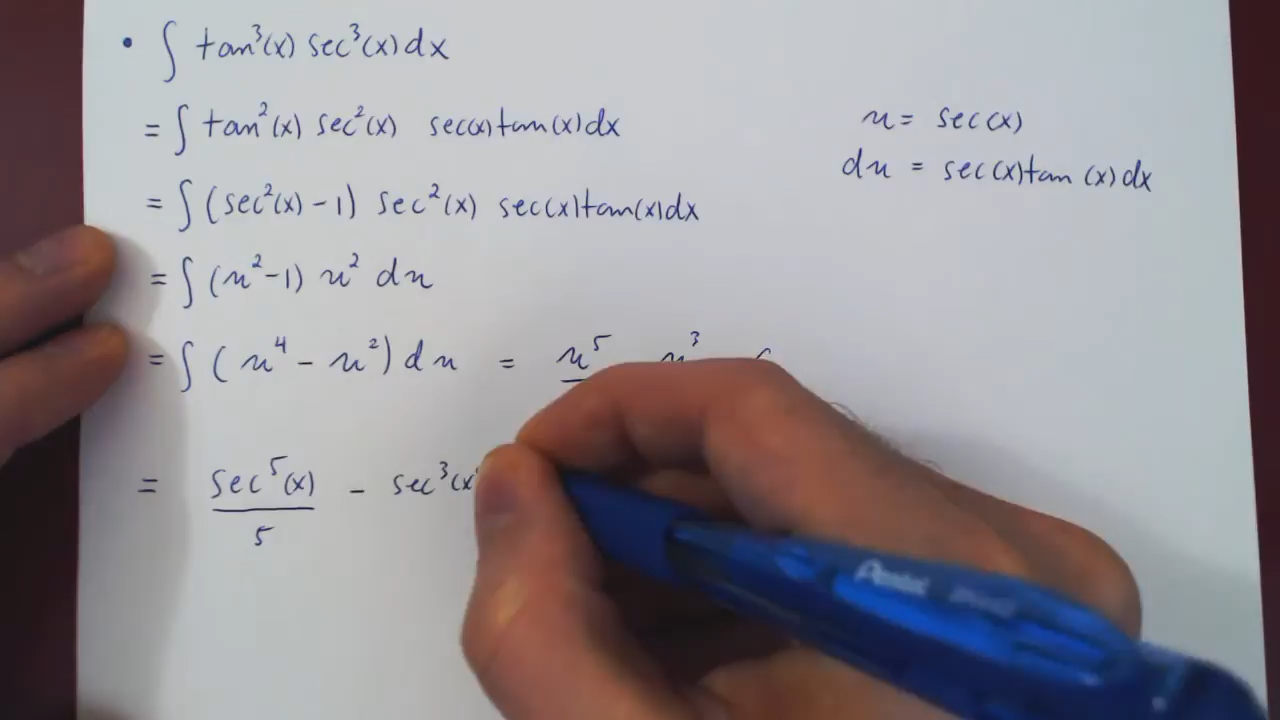 • ∫ tan³(x) sec³(x) dx
= ∫ tan²(x) sec²(x) sec(x) tan(x) dx
u = sec(x)
du = sec(x) tan(x) dx
= ∫ (sec²(x) - 1) sec²(x) sec(x) tan(x) dx
= ∫ (u² - 1) u² du
= ∫ (u⁴ - u²) du = u⁵ u³
= sec⁵(x)/5 - sec³(x)
Pentel